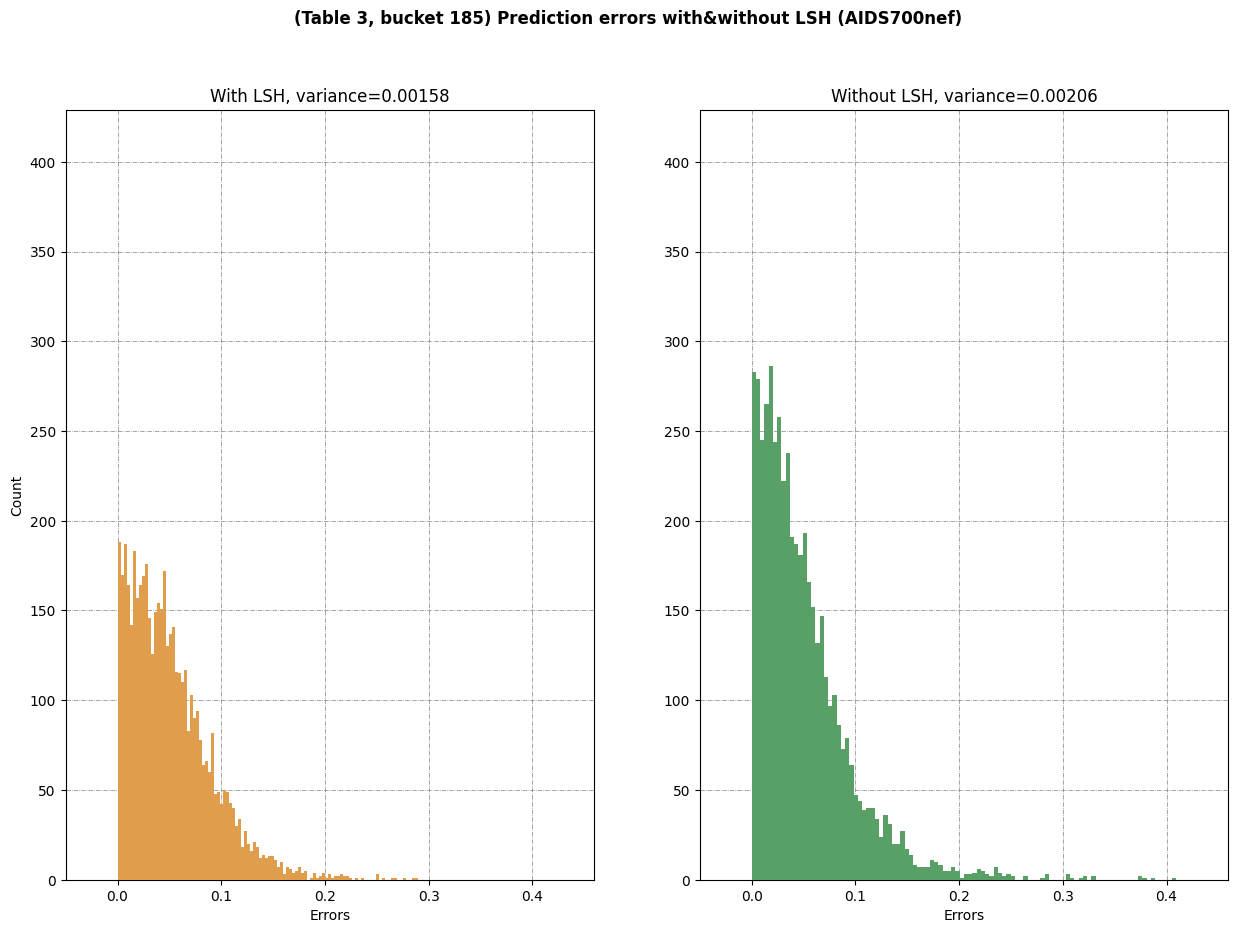 (Table 3, bucket 185) Prediction errors with&without LSH (AIDS700nef)
With LSH, variance=0.00158
400
350
300
250
200
150
100
50
0
Count
0.0 0.1 0.2 0.3 0.4
Errors
Without LSH, variance=0.00206
400
350
300
250
200
150
100
50
0
0.0 0.1 0.2 0.3 0.4
Errors